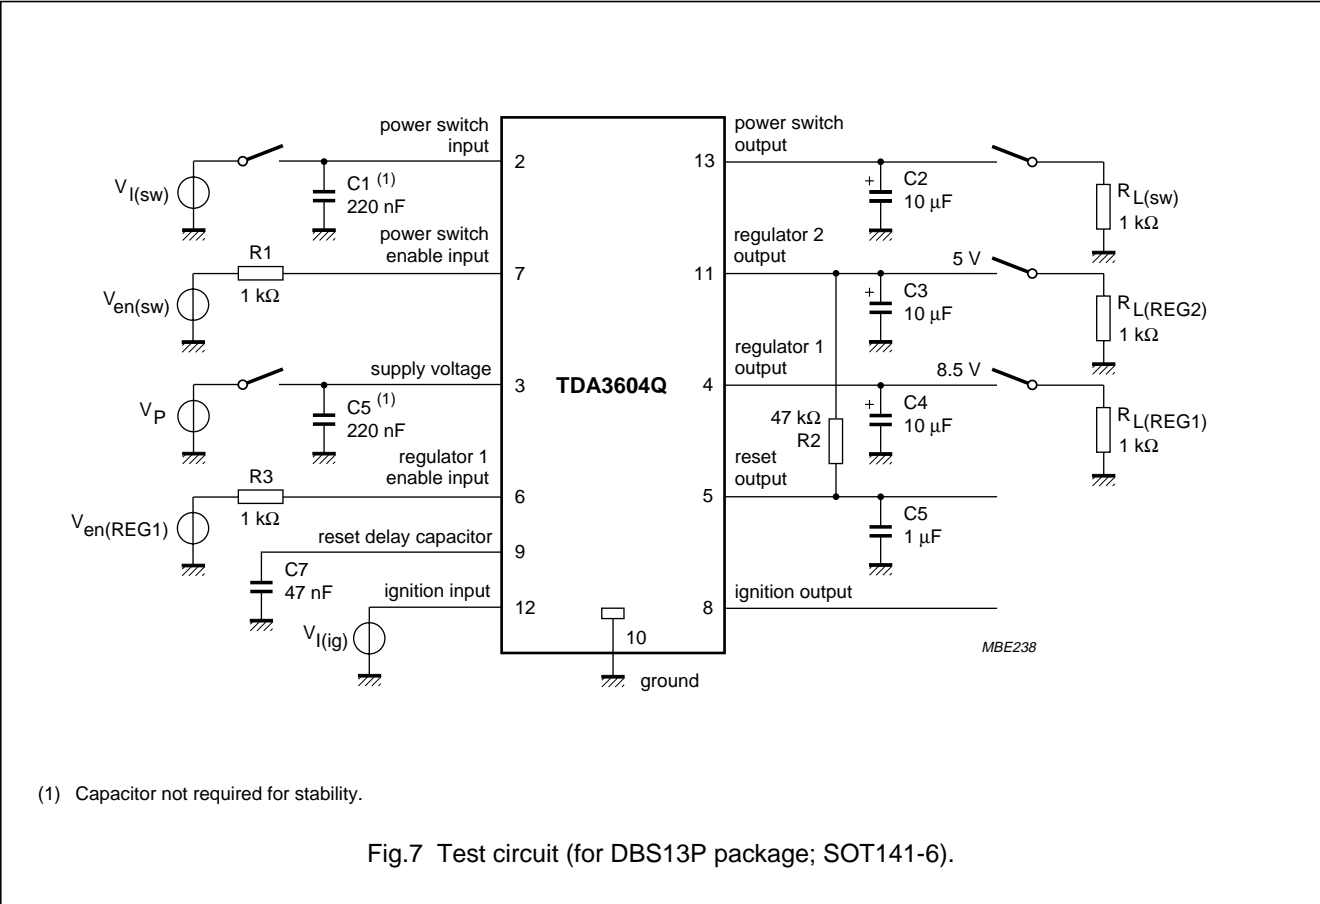 power switch
input
2
V I(sw)
C1 (1)
220 nF
power switch
enable input
R1
7
V en(sw)
1 kΩ
supply voltage
3
V P
C5 (1)
220 nF
regulator 1
enable input
R3
6
V en(REG1)
1 kΩ
reset delay capacitor
9
C7
47 nF
ignition input
12
V I(ig)
TDA3604Q
10
ground
power switch
output
13
+
C2
10 µF
R L(sw)
1 kΩ
regulator 2
output
11
5 V
+
C3
10 µF
R L(REG2)
1 kΩ
regulator 1
output
4
8.5 V
+
C4
10 µF
R L(REG1)
1 kΩ
47 kΩ
R2
reset
output
5
C5
1 µF
ignition output
8
MBE238
(1) Capacitor not required for stability.
Fig.7 Test circuit (for DBS13P package; SOT141-6).